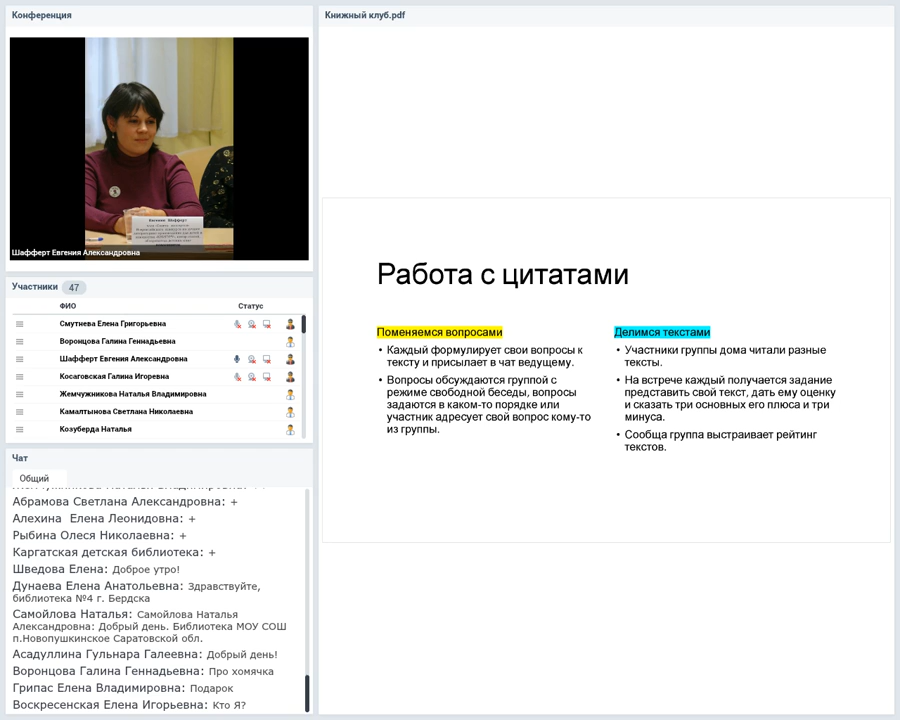 Конференция
Шафферт Евгения Александровна
Участники 47
ФИО Статус
Смутнева Елена Григорьевна
Воронцова Галина Геннадьевна
Шафферт Евгения Александровна
Косаговская Галина Игоревна
Жемчужникова Наталья Владимировна
Камалтынова Светлана Николаевна
Козуберда Наталья
Чат
Общий
Абрамова Светлана Александровна: +
Алехина Елена Леонидовна: +
Рыбина Олеся Николаевна: +
Каргатская детская библиотека: +
Шведова Елена: Доброе утро!
Дунаева Елена Анатольевна: Здравствуйте,
библиотека №4 г. Бердска
Самойлова Наталья: Самойлова Наталья
Александровна: Добрый день. Библиотека МОУ СОШ
п.Новопушкинское Саратовской обл.
Асадуллина Гульнара Галеевна: Добрый день!
Воронцова Галина Геннадьевна: Про хомячка
Грипас Елена Владимировна: Подарок
Воскресенская Елена Игорьевна: Кто Я?
Книжный клуб.pdf
Работа с цитатами
Поменяемся вопросами
• Каждый формулирует свои вопросы к
тексту и присылает в чат ведущему.
• Вопросы обсуждаются группой с
режиме свободной беседы, вопросы
задаются в каком-то порядке или
участник адресует свой вопрос кому-то
из группы.
Делимся текстами
• Участники группы дома читали разные
тексты.
• На встрече каждый получается задание
представить свой текст, дать ему оценку
и сказать три основных его плюса и три
минуса.
• Сообща группа выстраивает рейтинг
текстов.